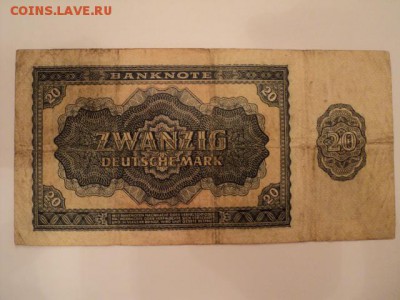 COINS.LAVE.RU
BANKNOTE
20 20
ZWANZIG
DEUTSCHE MARK
20
20 20